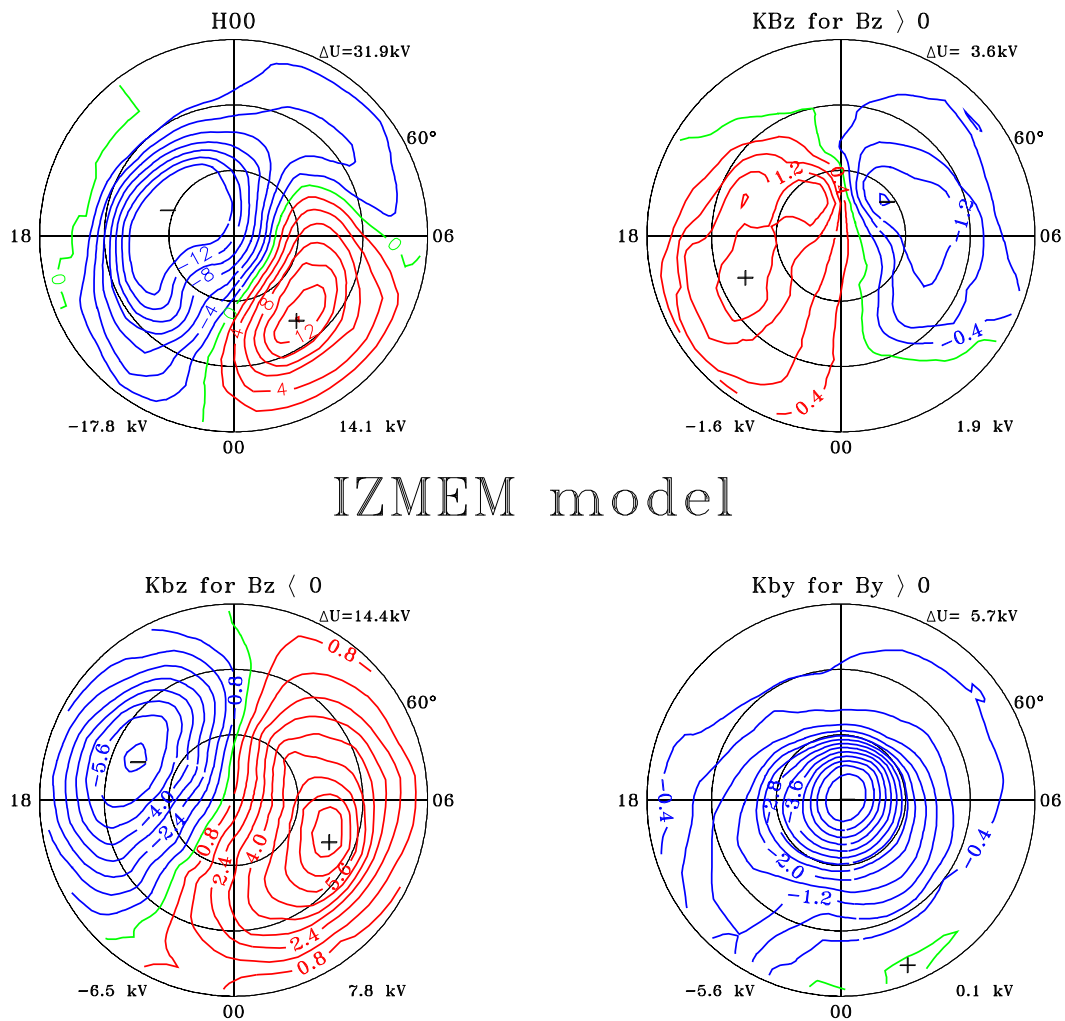 H00
ΔU=31.9kV
60°
18
06
0
0
-12
-8
-4
0
4
8
12
4
-17.8 kV
14.1 kV
00
KBz for Bz 〉 0
ΔU= 3.6kV
60°
18
06
1.2
0.4
-1.2
-0.4
-0.4
-1.6 kV
1.9 kV
00
IZMEM model
Kbz for Bz 〈 0
ΔU=14.4kV
60°
18
06
0.8
0.8
-5.6
-4.0
-2.4
0.8
2.4
4.0
5.6
2.4
0.8
-6.5 kV
7.8 kV
00
Kby for By 〉 0
ΔU= 5.7kV
60°
18
06
-0.4
-2.8
-3.6
-0.4
-2.0
-1.2
-5.6 kV
0.1 kV
00